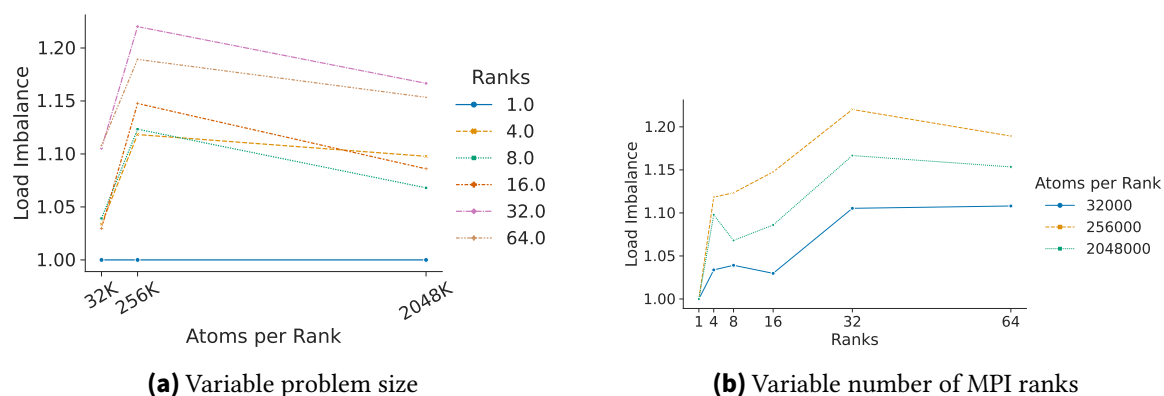 Load Imbalance
1.20
1.15
1.10
1.05
1.00
32K
256K
2048K
Atoms per Rank
Ranks
1.0
4.0
8.0
16.0
32.0
64.0
(a) Variable problem size
Load Imbalance
1.20
1.15
1.10
1.05
1.00
1 4 8 16 32 64
Ranks
Atoms per Rank
32000
256000
2048000
(b) Variable number of MPI ranks